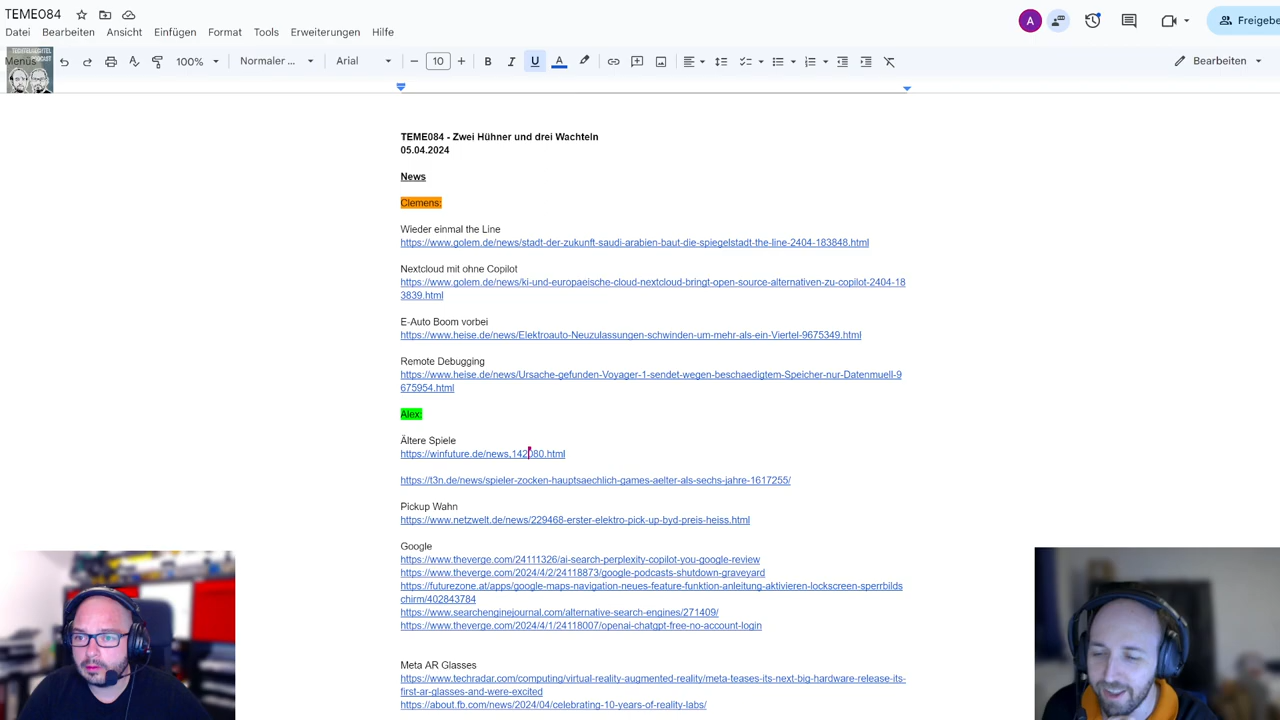 TEME084
Datei Bearbeiten Ansicht Einfügen Format Tools Erweiterungen Hilfe
A
Freigebe
Menüs
100% Normaler ... Arial 10 B I U A Bearbeiten
TEME084 - Zwei Hühner und drei Wachteln
05.04.2024
News
Clemens:
Wieder einmal the Line
https://www.golem.de/news/stadt-der-zukunft-saudi-arabien-baut-die-spiegelstadt-the-line-2404-183848.html
Nextcloud mit ohne Copilot
https://www.golem.de/news/ki-und-europaeische-cloud-nextcloud-bringt-open-source-alternativen-zu-copilot-2404-18
3839.html
E-Auto Boom vorbei
https://www.heise.de/news/Elektroauto-Neuzulassungen-schwinden-um-mehr-als-ein-Viertel-9675349.html
Remote Debugging
https://www.heise.de/news/Ursache-gefunden-Voyager-1-sendet-wegen-beschaedigtem-Speicher-nur-Datenmuell-9
675954.html
Alex:
Ältere Spiele
https://winfuture.de/news,142080.html
https://t3n.de/news/spieler-zocken-hauptsaechlich-games-aelter-als-sechs-jahre-1617255/
Pickup Wahn
https://www.netzwelt.de/news/229468-erster-elektro-pick-up-byd-preis-heiss.html
Google
https://www.theverge.com/24111326/ai-search-perplexity-copilot-you-google-review
https://www.theverge.com/2024/4/2/24118873/google-podcasts-shutdown-graveyard
https://futurezone.at/apps/google-maps-navigation-neues-feature-funktion-anleitung-aktivieren-lockscreen-sperrbilds
chirm/402843784
https://www.searchenginejournal.com/alternative-search-engines/271409/
https://www.theverge.com/2024/4/1/24118007/openai-chatgpt-free-no-account-login
Meta AR Glasses
https://www.techradar.com/computing/virtual-reality-augmented-reality/meta-teases-its-next-big-hardware-release-its-
first-ar-glasses-and-were-excited
https://about.fb.com/news/2024/04/celebrating-10-years-of-reality-labs/